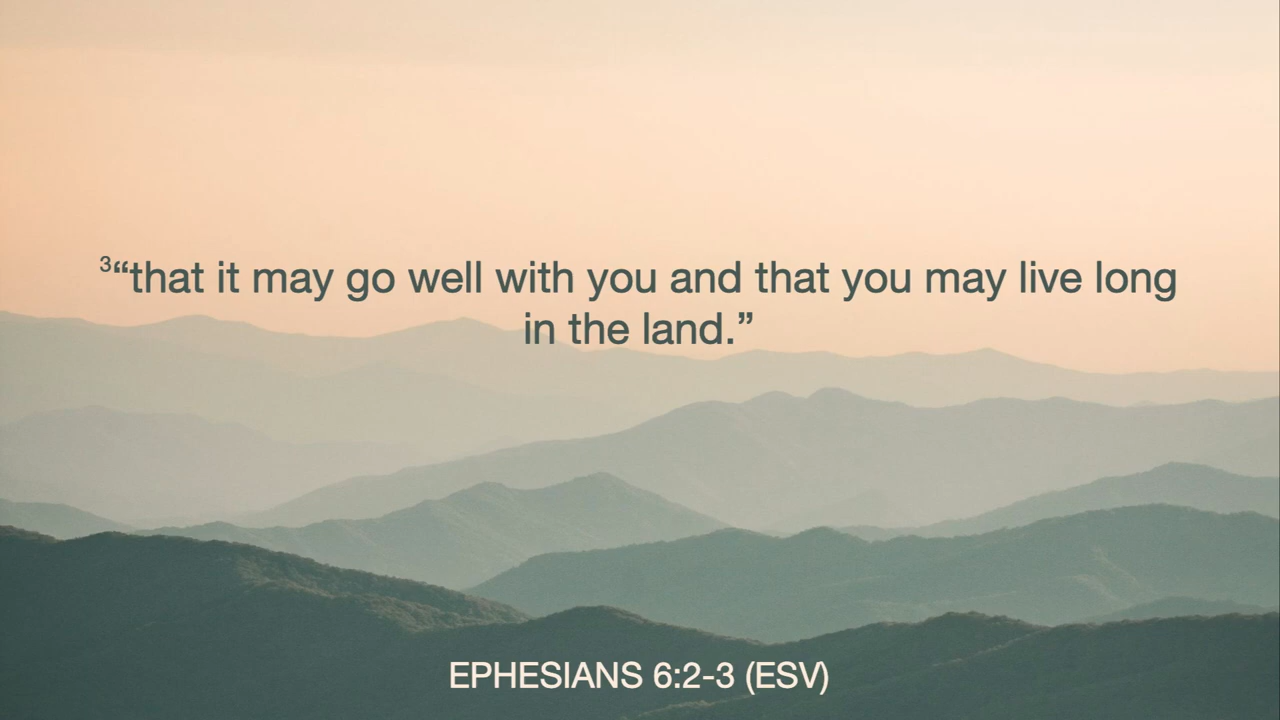 ³“that it may go well with you and that you may live long
in the land.”
EPHESIANS 6:2-3 (ESV)